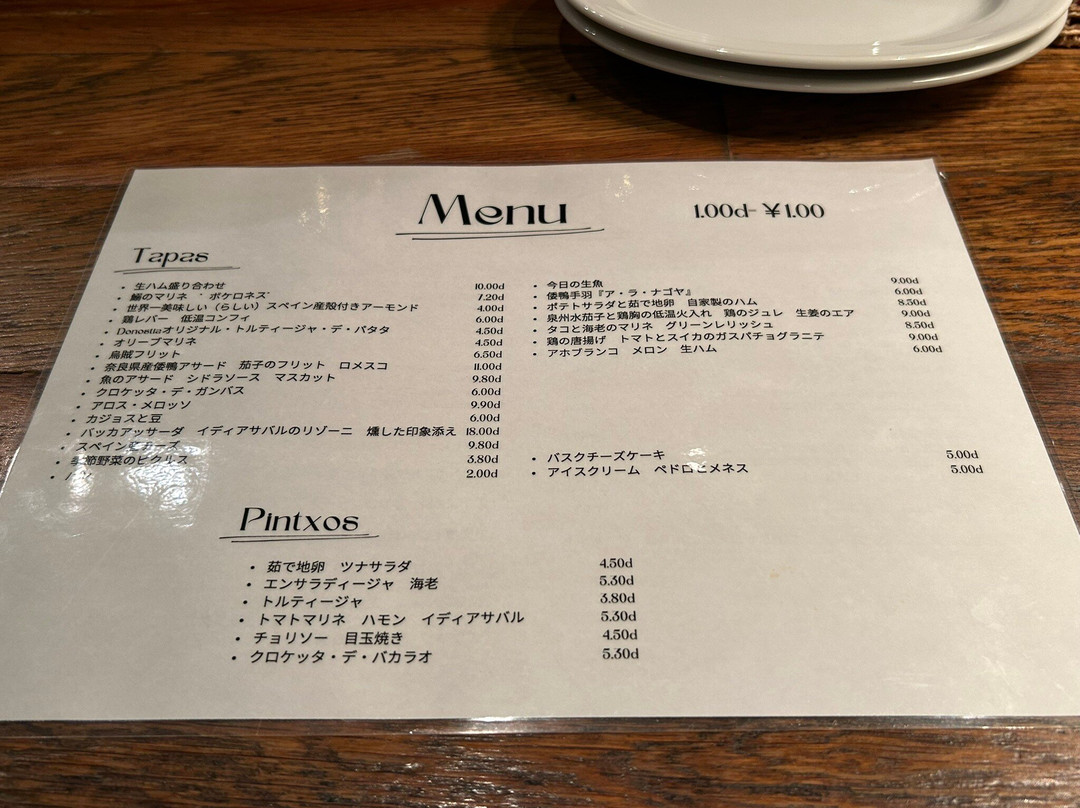 Menu
1.00d- ¥1.00
Tapas
・生ハム盛り合わせ 10.00d
・鰯のマリネ "ボケロネス" 7.20d
・世界一美味しい（らしい）スペイン産殻付きアーモンド 4.00d
・鶏レバー 低温コンフィ 6.00d
・Donostiaオリジナル・トルティージャ・デ・パタタ 4.50d
・オリーブマリネ 4.50d
・烏賊フリット 6.50d
・奈良県産倭鴨アサード 茄子のフリット ロメスコ 11.00d
・魚のアサード シドラソース マスカット 9.80d
・クロケッタ・デ・ガンバス 6.00d
・アロス・メロッソ 9.90d
・カジョスと豆 6.00d
・バッカアッサーダ イディアサバルのリゾーニ 燻した印象添え 18.00d
・スペイン ーズ 9.80d
・季節野菜のピクルス 3.80d
・ 2.00d
・今日の生魚 9.00d
・倭鴨手羽『ア・ラ・ナゴヤ』 6.00d
・ポテトサラダと茹で地卵 自家製のハム 8.50d
・泉州水茄子と鶏胸の低温火入れ 鶏のジュレ 生姜のエア 9.00d
・タコと海老のマリネ グリーンレリッシュ 8.50d
・鶏の唐揚げ トマトとスイカのガスパチョグラニテ 9.00d
・アホブランコ メロン 生ハム 6.00d
・バスクチーズケーキ 5.00d
・アイスクリーム ペドロヒメネス 5.00d
Pintxos
・茹で地卵 ツナサラダ 4.50d
・エンサラディージャ 海老 5.30d
・トルティージャ 3.80d
・トマトマリネ ハモン イディアサバル 5.30d
・チョリソー 目玉焼き 4.50d
・クロケッタ・デ・バカラオ 5.30d